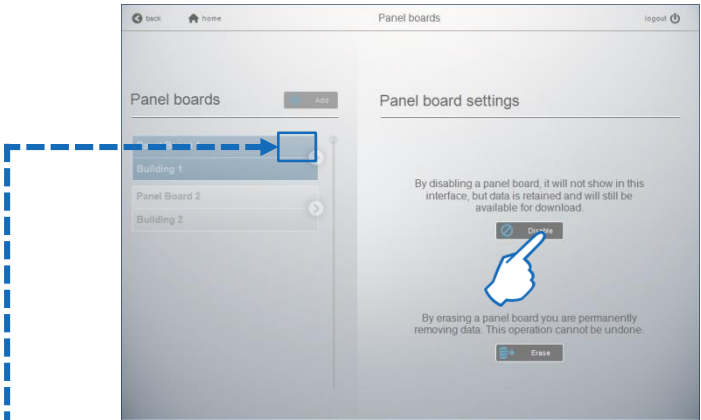 back
home
Panel boards
logout
Panel boards
Add
Building 1
Panel Board 2
Building 2
Panel board settings
By disabling a panel board, it will not show in this
interface, but data is retained and will still be
available for download.
Disable
By erasing a panel board you are permanently
removing data. This operation cannot be undone.
Erase